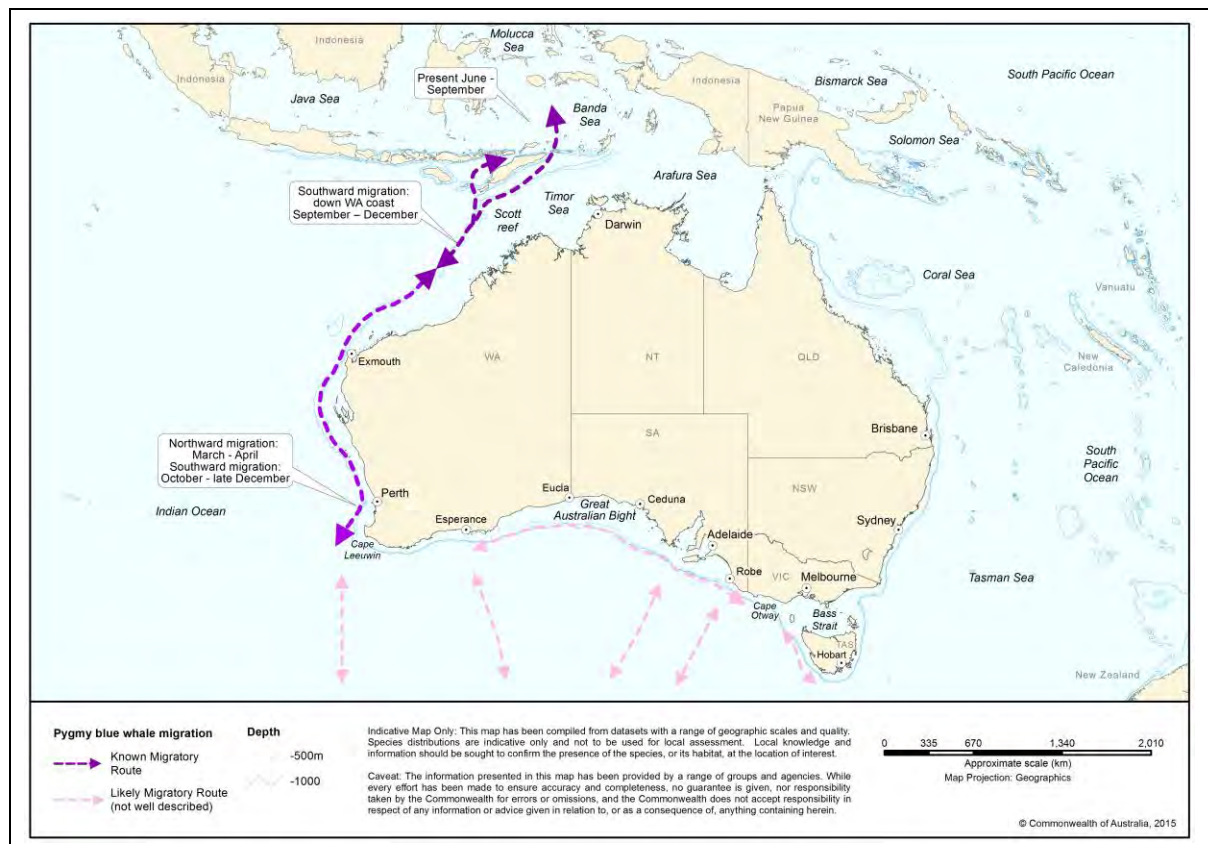 Indonesia
Molucca
Sea
Indonesia
Present June -
September
Java Sea
Banda
Sea
Indonesia
Papua
New Guinea
Bismarck Sea
South Pacific Ocean
Solomon Sea
Arafura Sea
Southward migration:
down WA coast
September – December
Timor
Sea
Scott
reef
Darwin
Coral Sea
Vanuatu
New
Caledonia
Exmouth
WA
NT
QLD
SA
Brisbane
South
Pacific
Ocean
Northward migration:
March - April
Southward migration:
October - late December
Indian Ocean
Perth
Eucla
Great
Australian Bight
Ceduna
NSW
Esperance
Sydney
Cape
Leeuwin
Adelaide
Robe
VIC
Melbourne
Cape
Otway
Bass
Strait
Tasman Sea
TAS
Hobart
New Zealand
Pygmy blue whale migration
Known Migratory
Route
Likely Migratory Route
(not well described)
Depth
-500m
-1000
Indicative Map Only: This map has been compiled from datasets with a range of geographic scales and quality.
Species distributions are indicative only and not to be used for local assessment. Local knowledge and
information should be sought to confirm the presence of the species, or its habitat, at the location of interest.
Caveat: The information presented in this map has been provided by a range of groups and agencies. While
every effort has been made to ensure accuracy and completeness, no guarantee is given, nor responsibility
taken by the Commonwealth for errors or omissions, and the Commonwealth does not accept responsibility in
respect of any information or advice given in relation to, or as a consequence of, anything containing herein.
0 335 670 1,340 2,010
Approximate scale (km)
Map Projection: Geographics
© Commonwealth of Australia, 2015